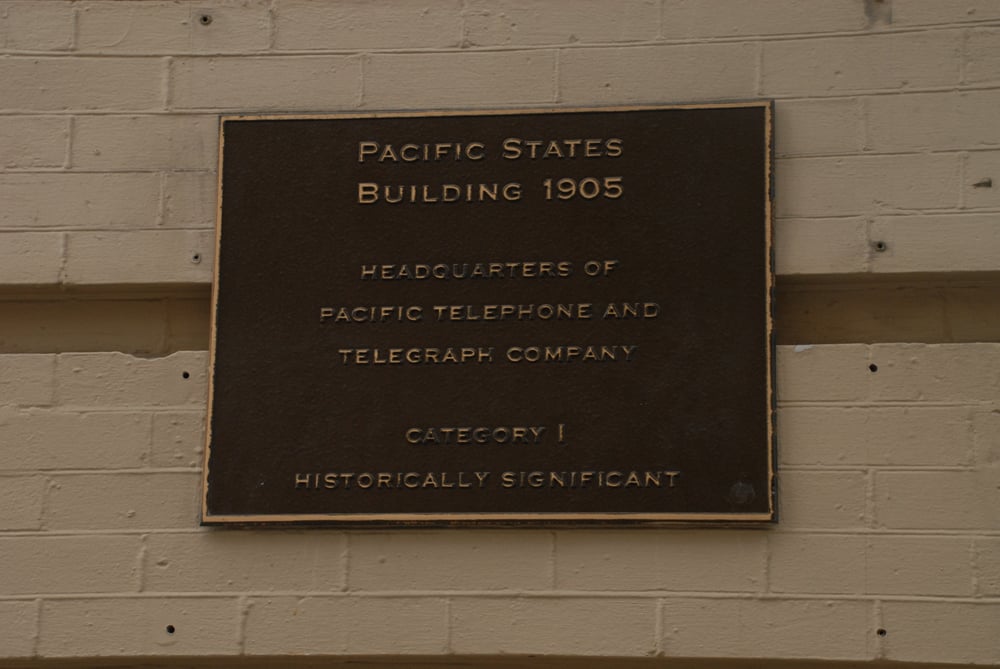 PACIFIC STATES
BUILDING 1905
HEADQUARTERS OF
PACIFIC TELEPHONE AND
TELEGRAPH COMPANY
CATEGORY I
HISTORICALLY SIGNIFICANT